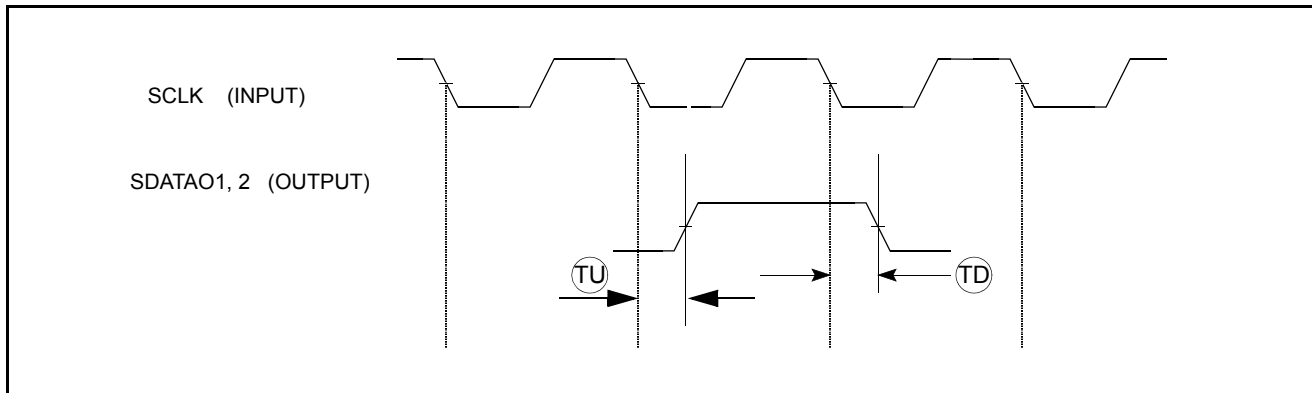 SCLK (INPUT)
SDATAO1, 2 (OUTPUT)
TU
TD